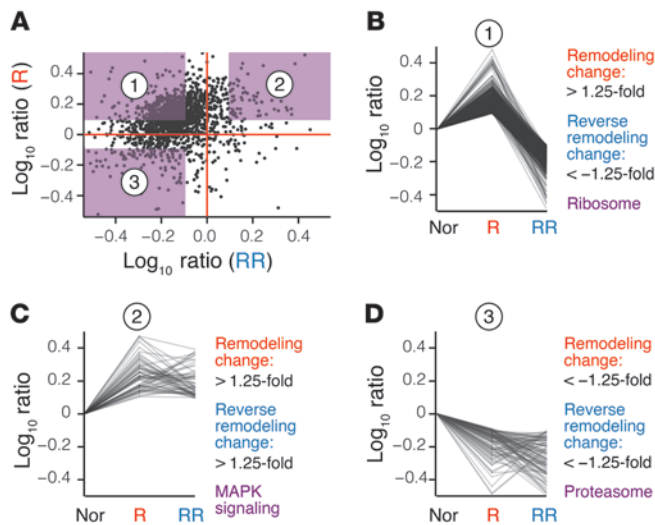 A
Log10 ratio (R)
0.4
0.2
0
−0.2
−0.4
1
2
3
−0.4
−0.2
0.0
0.2
0.4
Log10 ratio (RR)
B
1
Log10 ratio
0.4
0.2
0
−0.2
−0.4
Nor
R
RR
Remodeling
change:
> 1.25-fold
Reverse
remodeling
change:
< −1.25-fold
Ribosome
C
2
Log10 ratio
0.4
0.2
0
−0.2
−0.4
Nor
R
RR
Remodeling
change:
> 1.25-fold
Reverse
remodeling
change:
> 1.25-fold
MAPK
signaling
D
3
Log10 ratio
0.4
0.2
0
−0.2
−0.4
Nor
R
RR
Remodeling
change:
< −1.25-fold
Reverse
remodeling
change:
< −1.25-fold
Proteasome